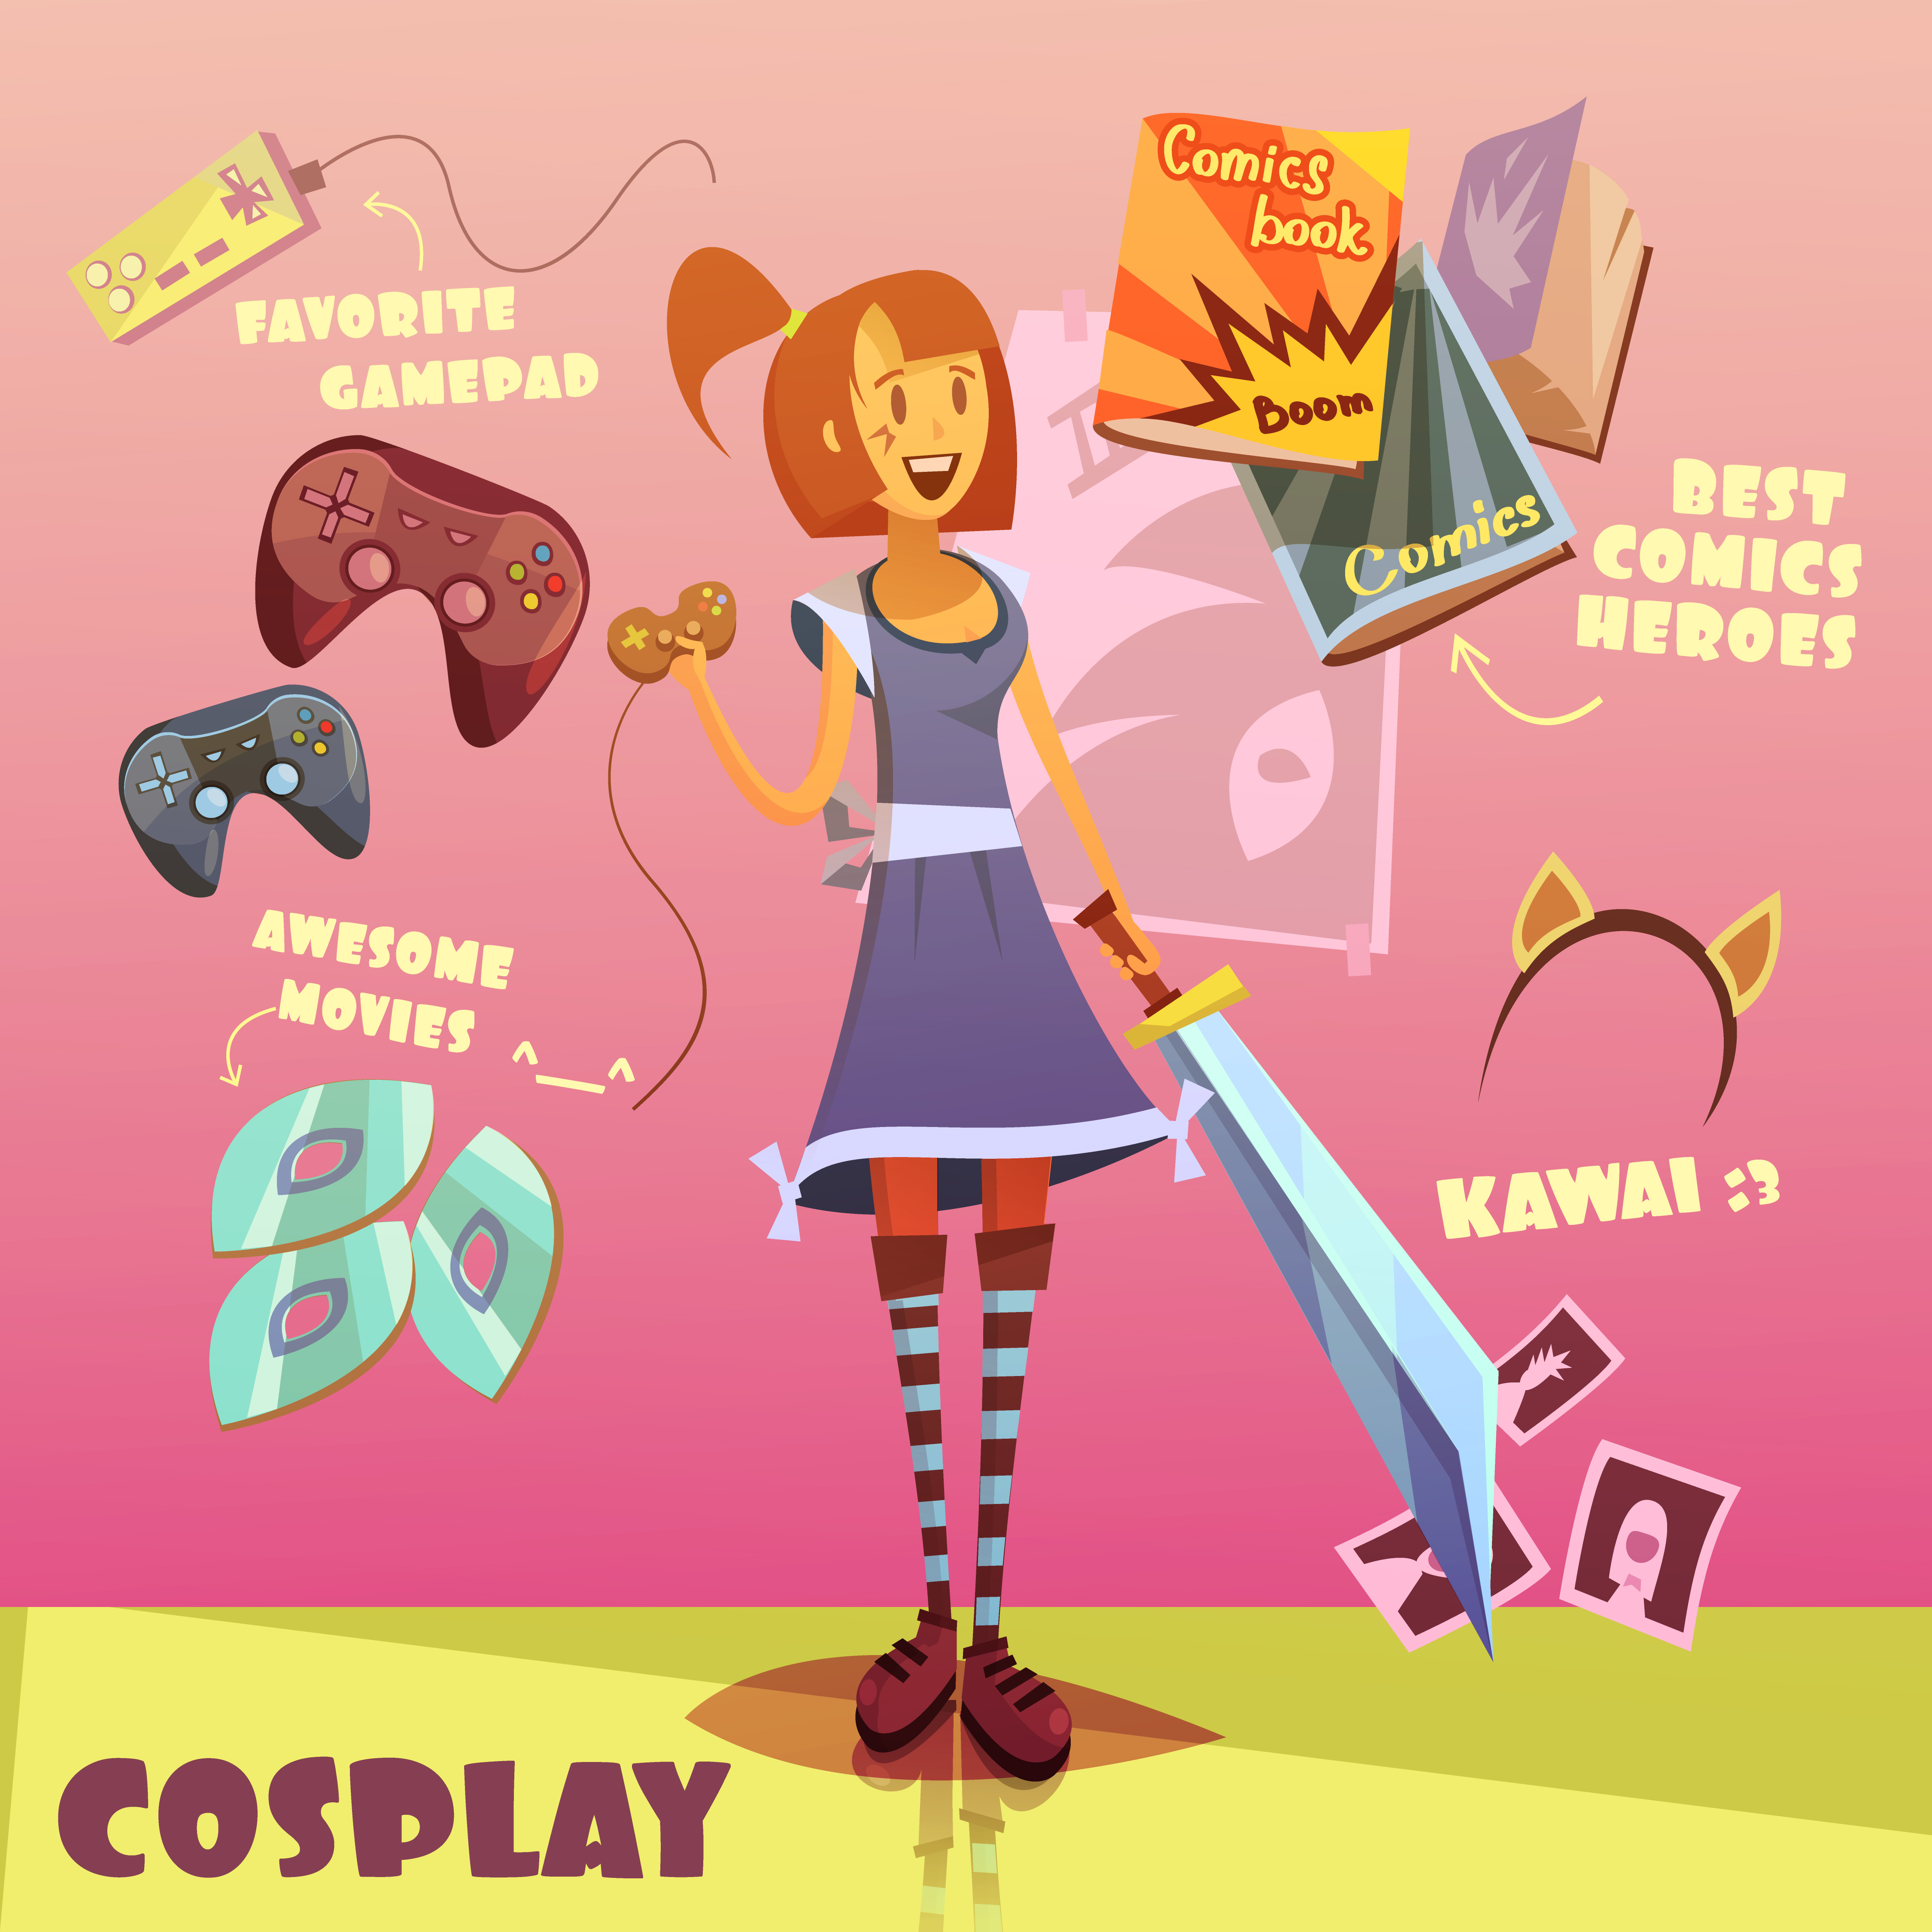 Comics
book
Boom
Comics
FAVORITE
GAMEPAD
BEST
COMICS
HEROES
AWESOME
MOVIES
^__^
KAWAI :3
COSPLAY